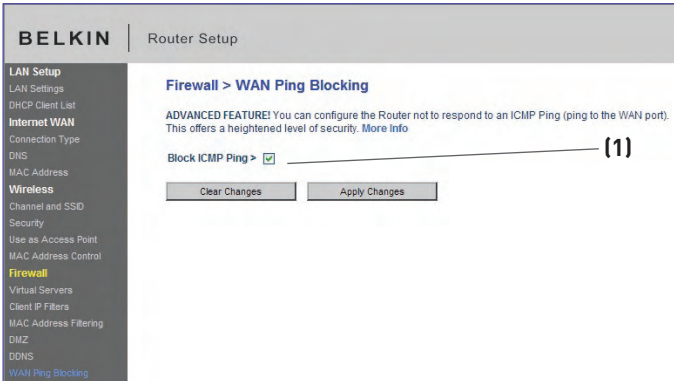 BELKIN
Router Setup
LAN Setup
LAN Settings
DHCP Client List
Internet WAN
Connection Type
DNS
MAC Address
Wireless
Channel and SSID
Security
Use as Access Point
MAC Address Control
Firewall
Virtual Servers
Client IP Filters
MAC Address Filtering
DMZ
DDNS
WAN Ping Blocking
Firewall > WAN Ping Blocking
ADVANCED FEATURE! You can configure the Router not to respond to an ICMP Ping (ping to the WAN port).
This offers a heightened level of security. More Info
Block ICMP Ping >
(1)
Clear Changes
Apply Changes